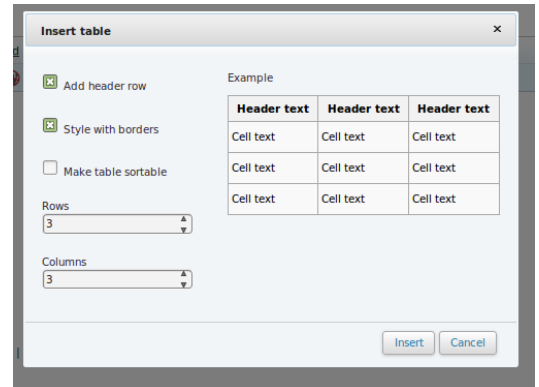 Insert table
×
d
Add header row
Style with borders
Make table sortable
Rows
3
Columns
3
Example
Header text Header text Header text
Cell text Cell text Cell text
Cell text Cell text Cell text
Cell text Cell text Cell text
Insert Cancel